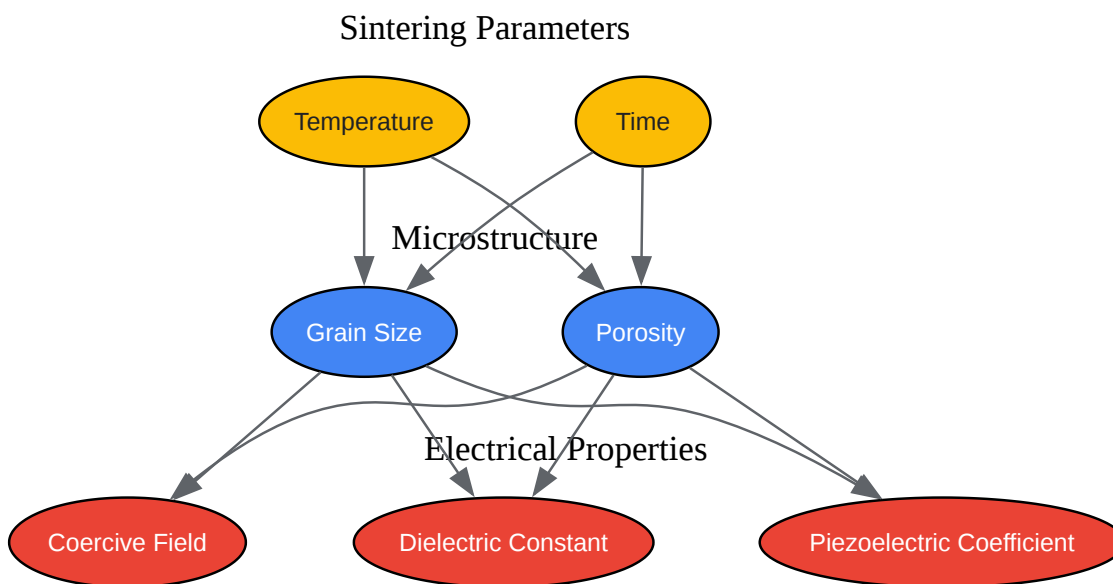 Sintering Parameters
Temperature
Time
Microstructure
Grain Size
Porosity
Electrical Properties
Coercive Field
Dielectric Constant
Piezoelectric Coefficient